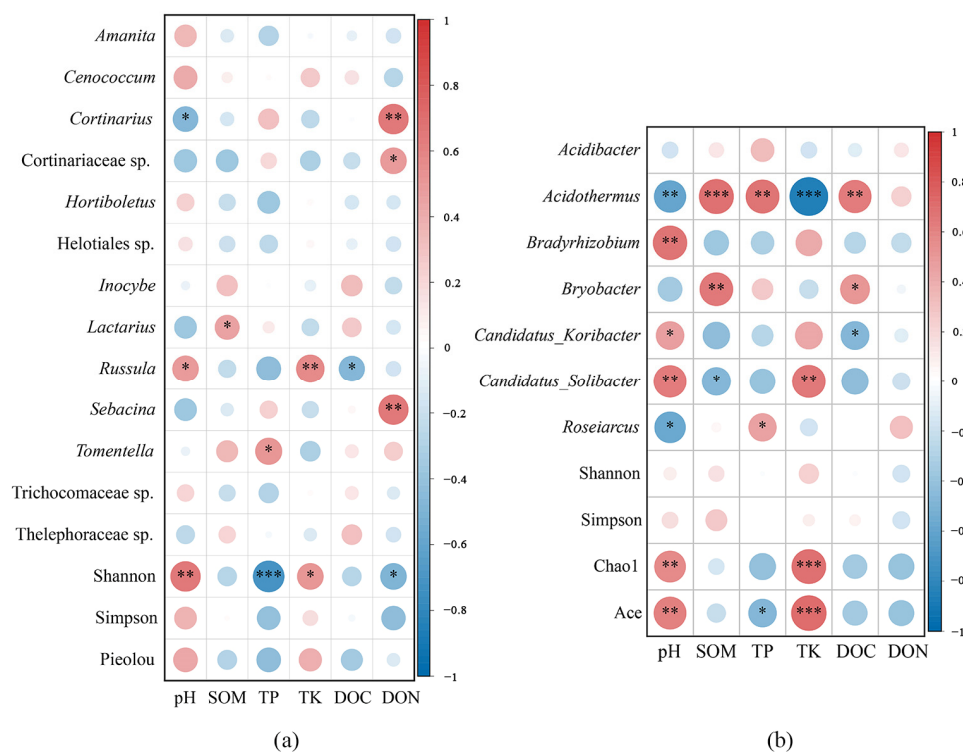 (a)
1
0.8
0.6
0.4
0.2
0
−0.2
−0.4
−0.6
−0.8
−1
Amanita
Cenococcum
Cortinarius * **
Cortinariaceae sp. *
Hortiboletus
Helotiales sp.
Inocybe
Lactarius *
Russula * ** *
Sebacina **
Tomentella *
Trichocomaceae sp.
Thelephoraceae sp.
Shannon ** *** * *
Simpson
Pieolou
pH SOM TP TK DOC DON
(b)
1
0.8
0
Acidibacter
Acidothermus ** *** ** *** **
Bradyrhizobium **
Bryobacter ** *
Candidatus_Koribacter * *
Candidatus_Solibacter ** * **
Roseiarcus * *
Shannon
Simpson
Chao1 ** ***
Ace ** * ***
−1
pH SOM TP TK DOC DON